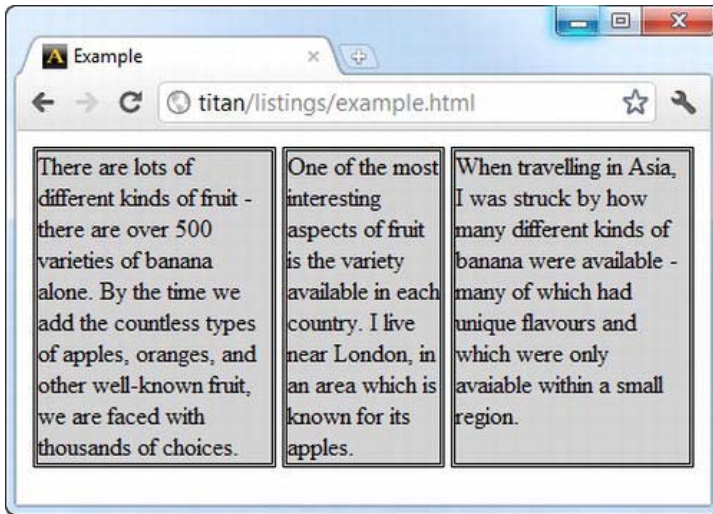 Example
titan/listings/example.html
There are lots of
different kinds of fruit -
there are over 500
varieties of banana
alone. By the time we
add the countless types
of apples, oranges, and
other well-known fruit,
we are faced with
thousands of choices.
One of the most
interesting
aspects of fruit
is the variety
available in each
country. I live
near London, in
an area which is
known for its
apples.
When travelling in Asia,
I was struck by how
many different kinds of
banana were available -
many of which had
unique flavours and
which were only
avaiable within a small
region.